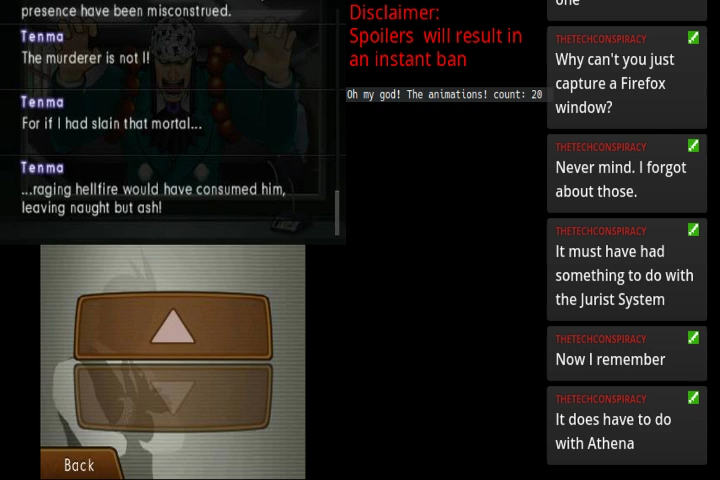 presence have been misconstrued.
Tenma
The murderer is not I!
Tenma
For if I had slain that mortal...
Tenma
...raging hellfire would have consumed him,
leaving naught but ash!
Back
Disclaimer:
Spoilers will result in
an instant ban
Oh my god! The animations! count: 20
one
THETECHCONSPIRACY
Why can't you just
capture a Firefox
window?
THETECHCONSPIRACY
Never mind. I forgot
about those.
THETECHCONSPIRACY
It must have had
something to do with
the Jurist System
THETECHCONSPIRACY
Now I remember
THETECHCONSPIRACY
It does have to do
with Athena